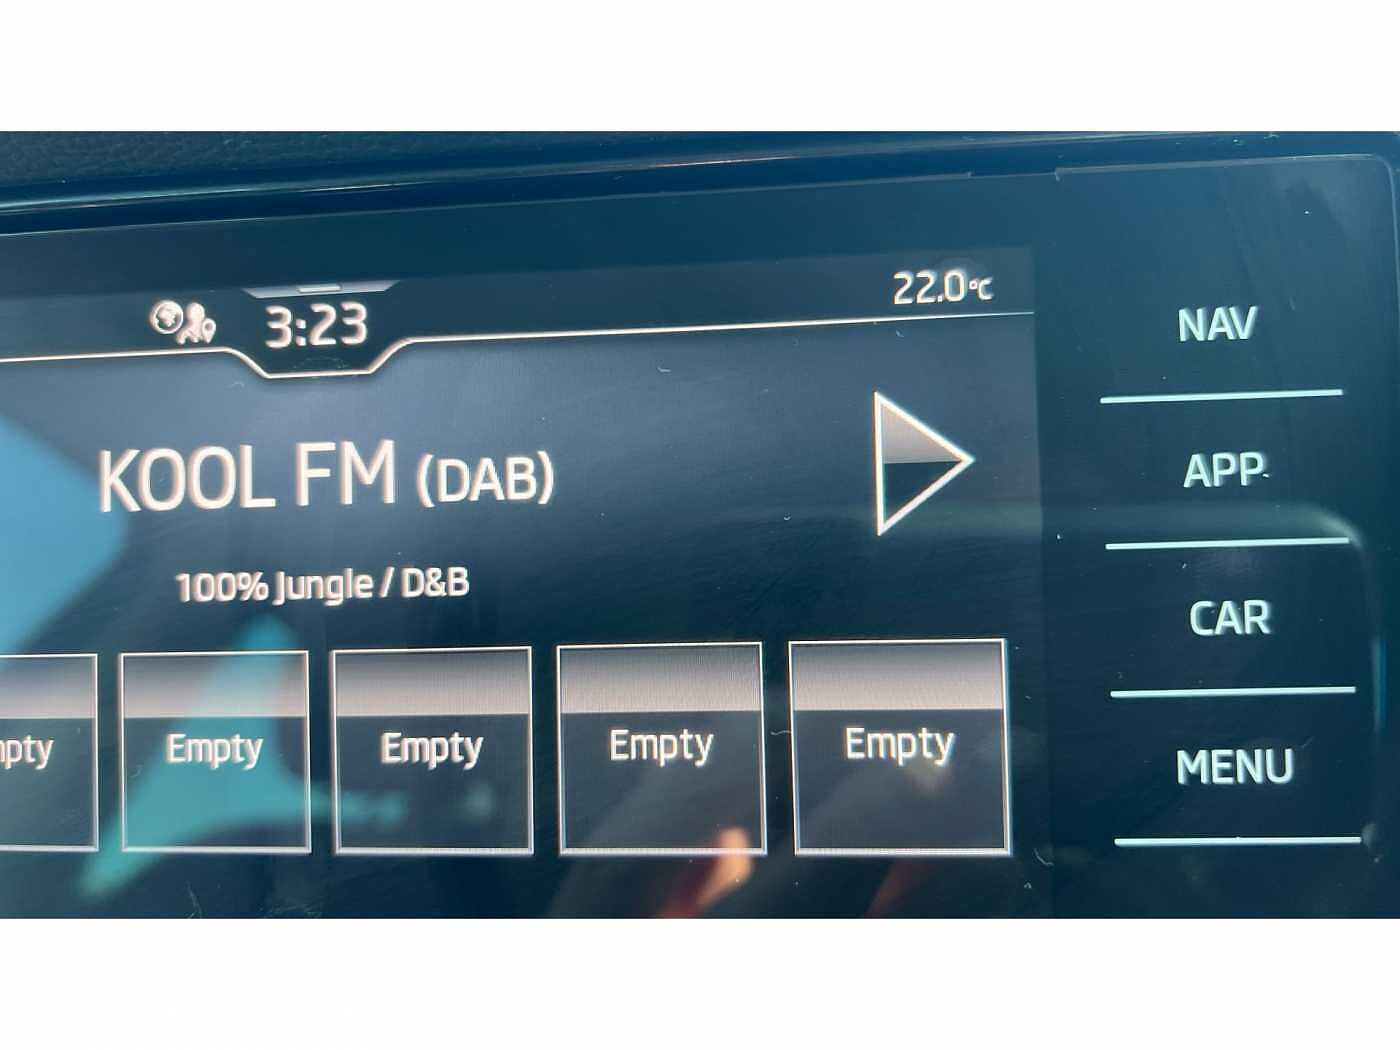 3:23
22.0°C
KOOL FM (DAB)
100% Jungle / D&B
Empty
Empty
Empty
Empty
NAV
APP
CAR
MENU